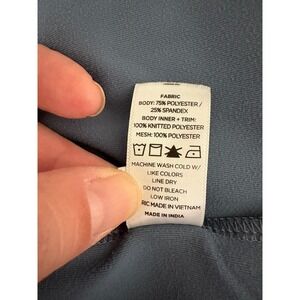 FABRIC
BODY: 75% POLYESTER /
25% SPANDEX
BODY INNER + TRIM:
100% KNITTED POLYESTER
MESH: 100% POLYESTER
MACHINE WASH COLD W/
LIKE COLORS
LINE DRY
DO NOT BLEACH
LOW IRON
RIC MADE IN VIETNAM
MADE IN INDIA